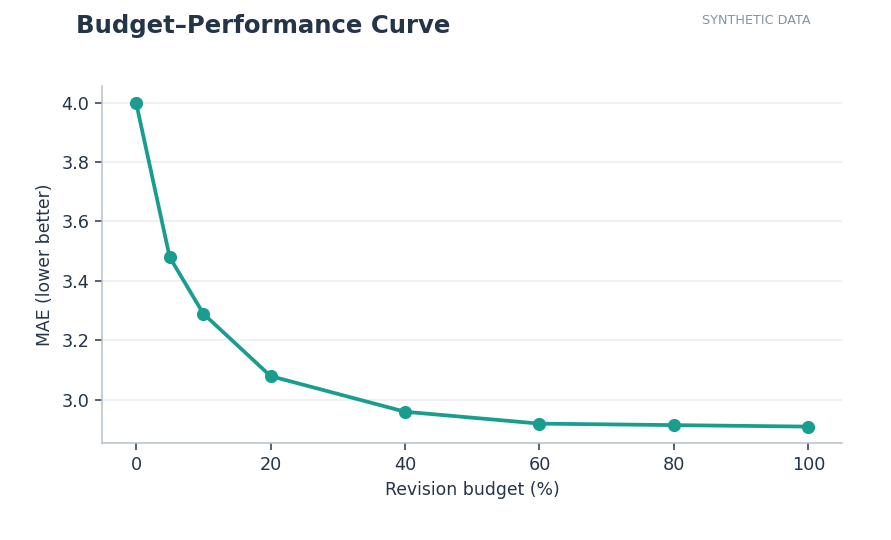 Budget–Performance Curve
SYNTHETIC DATA
4.0
3.8
3.6
3.4
3.2
3.0
MAE (lower better)
0 20 40 60 80 100
Revision budget (%)